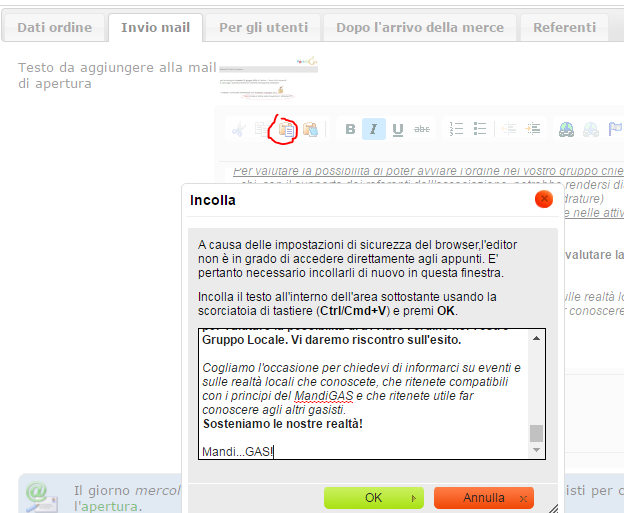 Dati ordine Invio mail Per gli utenti Dopo l'arrivo della merce Referenti
Testo da aggiungere alla mail
di apertura
B I U abc
Per valutare la possibilità di poter avviare l'ordine nel vostro gruppo chie
rendersi di
drature)
e nelle attiv
valutare la
ulle realtà lo
r conoscere
Incolla
A causa delle impostazioni di sicurezza del browser,l'editor
non è in grado di accedere direttamente agli appunti. E'
pertanto necessario incollarli di nuovo in questa finestra.
Incolla il testo all'interno dell'area sottostante usando la
scorciatoia di tastiere (Ctrl/Cmd+V) e premi OK.
Gruppo Locale. Vi daremo riscontro sull'esito.
Cogliamo l'occasione per chiedevi di informarci su eventi e
sulle realtà locali che conoscete, che ritenete compatibili
con i principi del MandiGAS e che ritenete utile far
conoscere agli altri gasisti.
Sosteniamo le nostre realtà!
Mandi...GAS!
Il giorno mercol isti per c
l'apertura.
OK Annulla